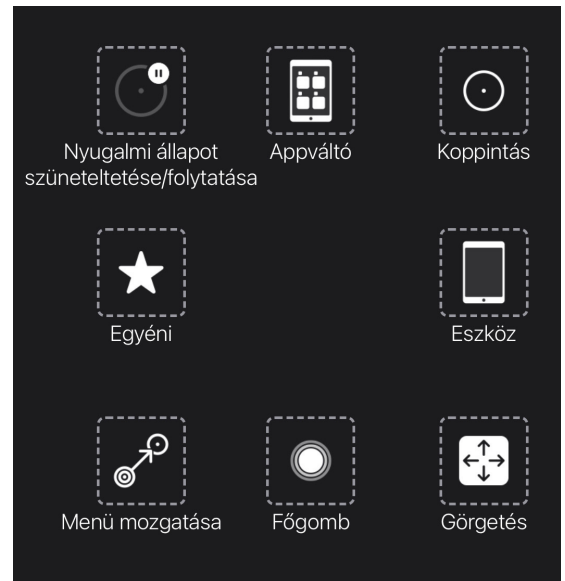 Nyugalmi állapot
szüneteltetése/folytatása
Appváltó
Koppintás
Egyéni
Eszköz
Menü mozgatása
Főgomb
Görgetés